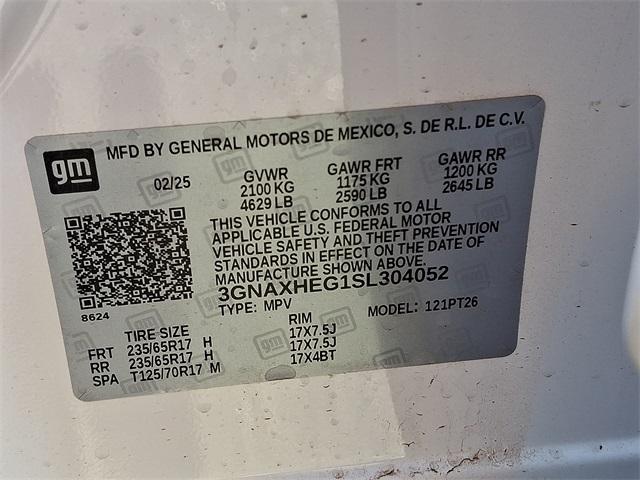 gm MFD BY GENERAL MOTORS DE MEXICO, S. DE R.L. DE C.V.
02/25 GVWR GAWR FRT GAWR RR
2100 KG 1175 KG 1200 KG
4629 LB 2590 LB 2645 LB
THIS VEHICLE CONFORMS TO ALL
APPLICABLE U.S. FEDERAL MOTOR
VEHICLE SAFETY AND THEFT PREVENTION
STANDARDS IN EFFECT ON THE DATE OF
MANUFACTURE SHOWN ABOVE.
3GNAXHEG1SL304052
8624
TYPE: MPV MODEL: 121PT26
TIRE SIZE RIM
FRT 235/65R17 H 17X7.5J
RR 235/65R17 H 17X7.5J
SPA T125/70R17 M 17X4BT